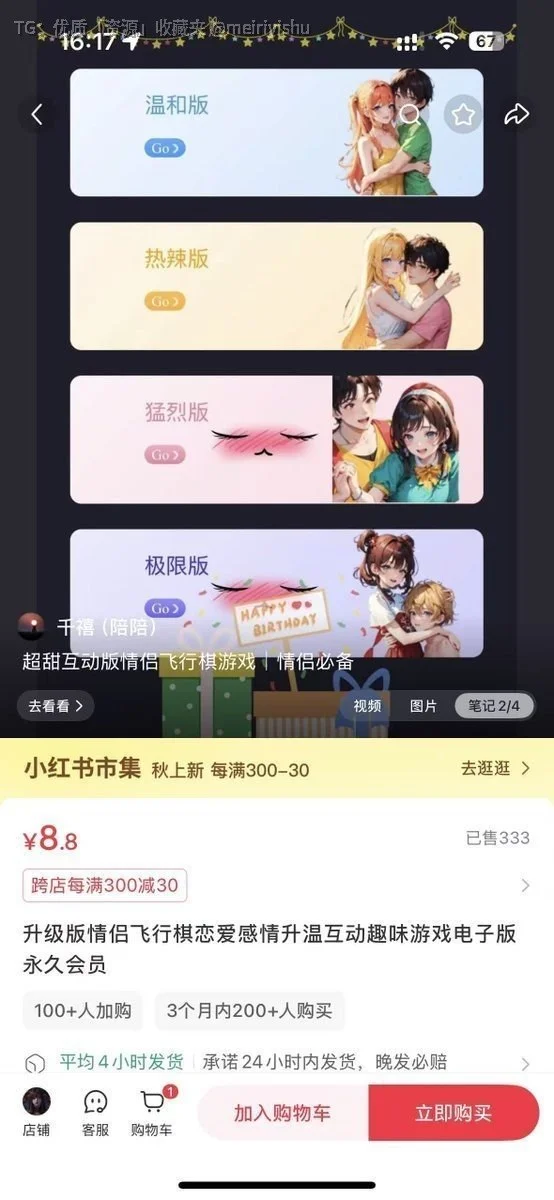 TG：优质「资源」收藏夹 @meiriyishu
16:17
67
温和版
Go
热辣版
Go
猛烈版
Go
极限版
Go
HAPPY
BIRTHDAY
千禧 (陪陪)
超甜互动版情侣飞行棋游戏｜情侣必备
去看看
视频
图片
笔记2/4
小红书市集 秋上新 每满300-30
去逛逛
¥8.8
已售333
跨店每满300减30
升级版情侣飞行棋恋爱感情升温互动趣味游戏电子版
永久会员
100+人加购
3个月内200+人购买
平均4小时发货 承诺24小时内发货，晚发必赔
1
店铺
客服
购物车
加入购物车
立即购买